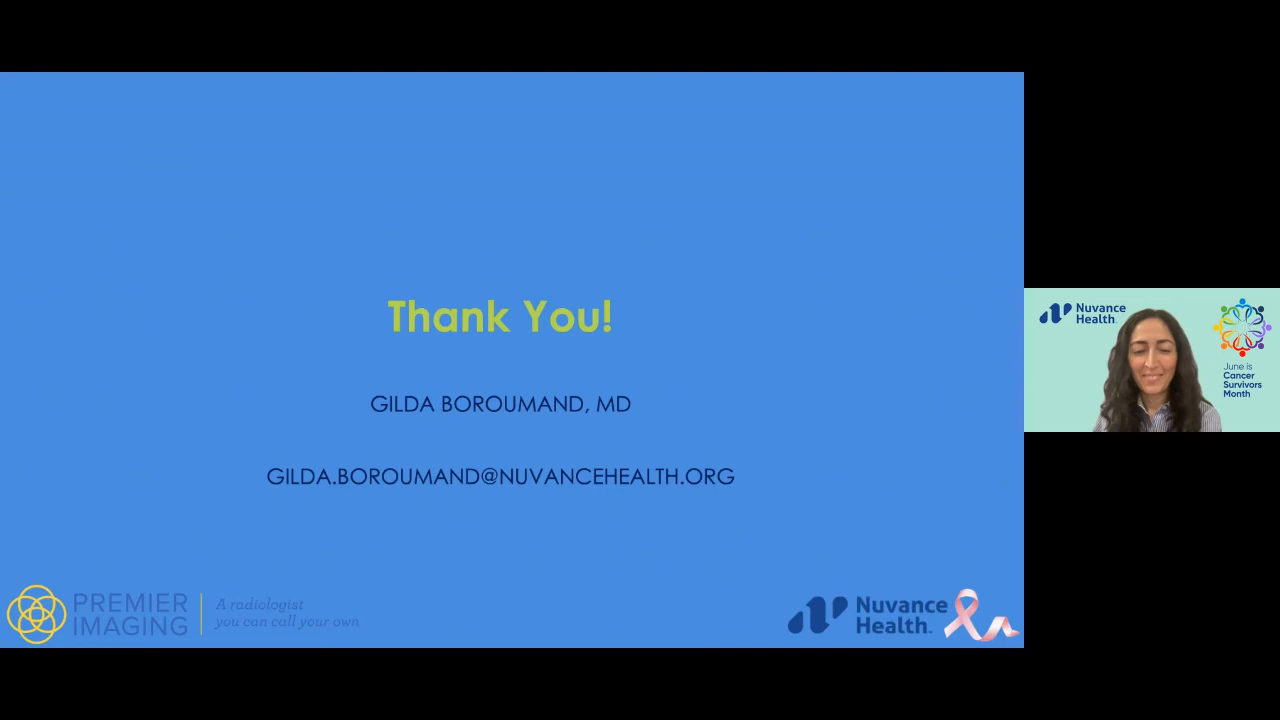 Thank You!
GILDA BOROUMAND, MD
GILDA.BOROUMAND@NUVANCEHEALTH.ORG
PREMIER
IMAGING
A radiologist
you can call your own
Nuvance
Health™
Nuvance
Health
June is
Cancer
Survivors
Month